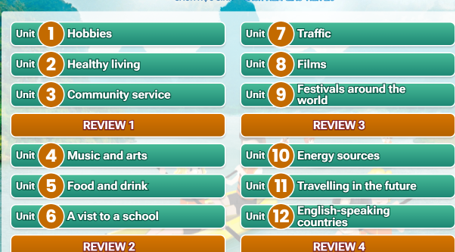 Unit 1 Hobbies
Unit 2 Healthy living
Unit 3 Community service
REVIEW 1
Unit 4 Music and arts
Unit 5 Food and drink
Unit 6 A vist to a school
REVIEW 2
Unit 7 Traffic
Unit 8 Films
Unit 9 Festivals around the
world
REVIEW 3
Unit 10 Energy sources
Unit 11 Travelling in the future
Unit 12 English-speaking
countries
REVIEW 4